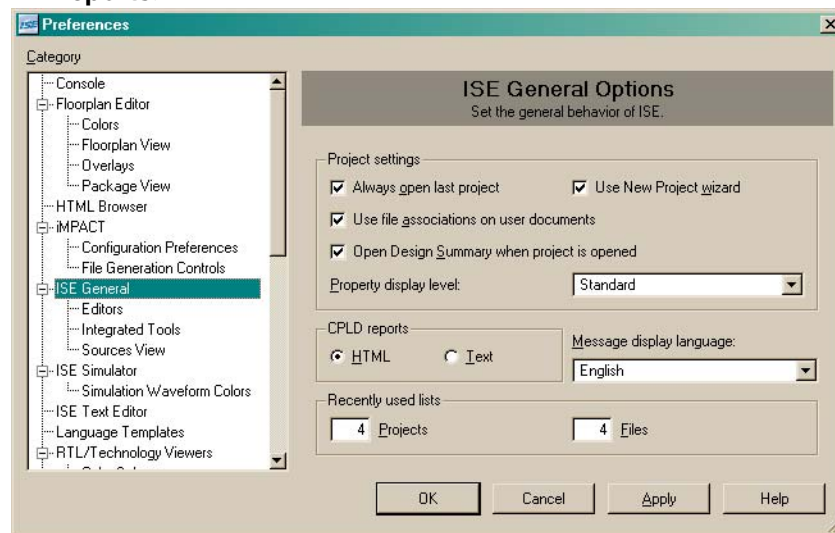 ISE Preferences
Category
Console
Floorplan Editor
Colors
Floorplan View
Overlays
Package View
HTML Browser
iMPACT
Configuration Preferences
File Generation Controls
ISE General
Editors
Integrated Tools
Sources View
ISE Simulator
Simulation Waveform Colors
ISE Text Editor
Language Templates
RTL/Technology Viewers
ISE General Options
Set the general behavior of ISE.
Project settings
Always open last project
Use New Project wizard
Use file associations on user documents
Open Design Summary when project is opened
Property display level:
Standard
CPLD reports
HTML
Text
Message display language:
English
Recently used lists
4 Projects
4 Files
OK
Cancel
Apply
Help